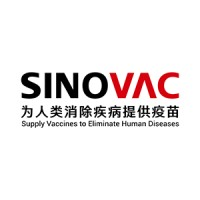 SINOVAC
为人类消除疾病提供疫苗
Supply Vaccines to Eliminate Human Diseases